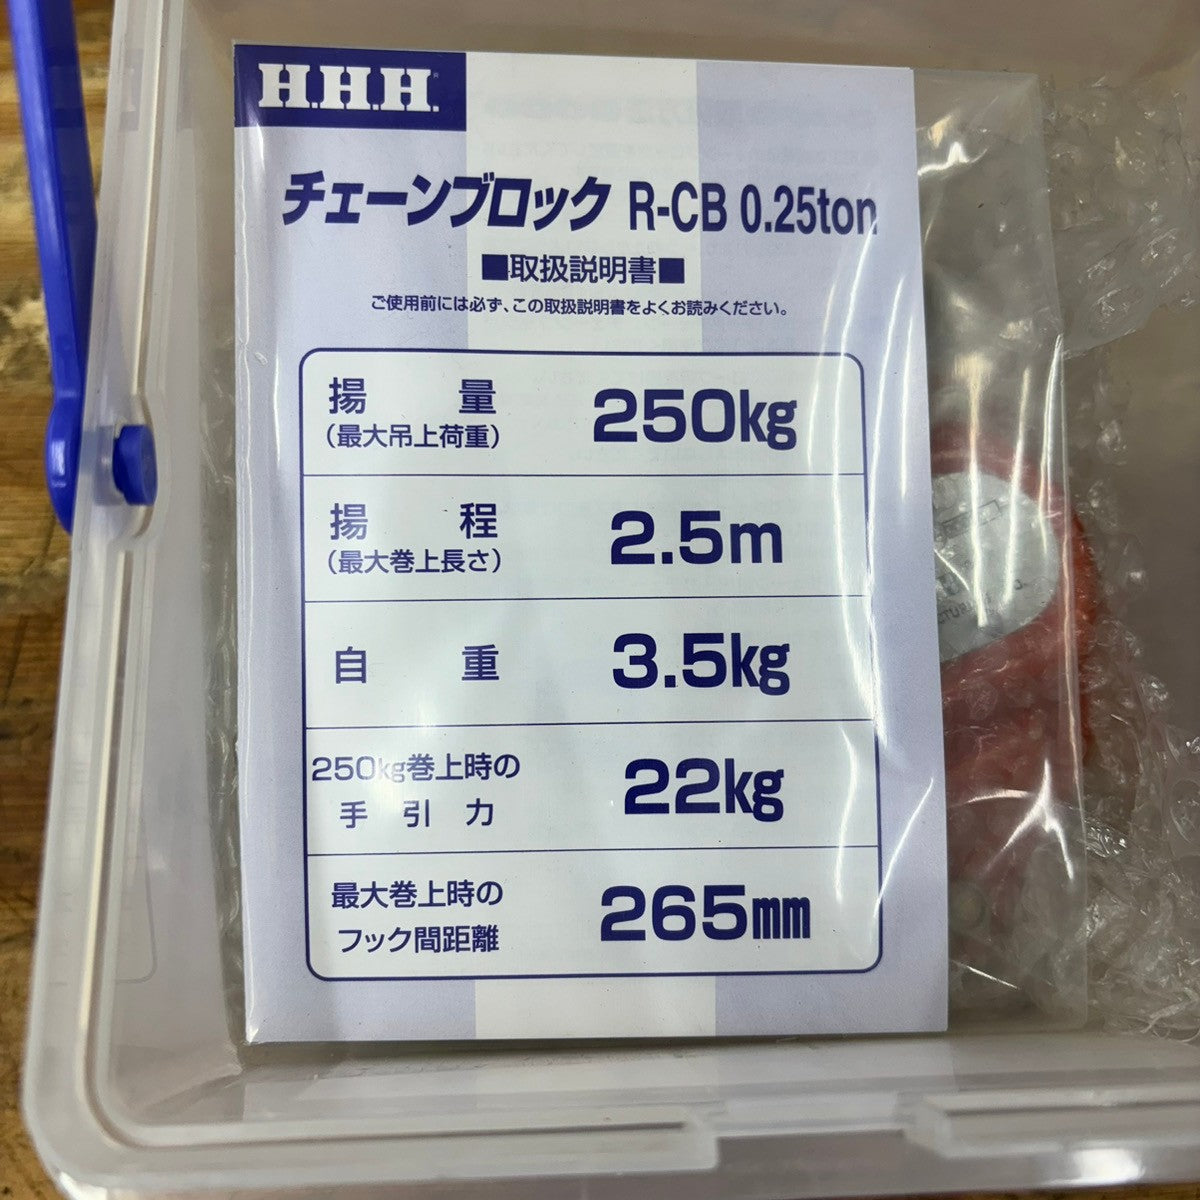 H.H.H.
チェーンブロック R-CB 0.25ton
■取扱説明書■
ご使用前には必ず、この取扱説明書をよくお読みください。
揚量 250kg
(最大吊上荷重)
揚程 2.5m
(最大巻上長さ)
自重 3.5kg
250kg巻上時の
手引力 22kg
最大巻上時の
フック間距離 265mm